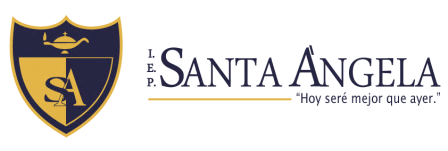 SA
I.E.P. SANTA ÁNGELA
“Hoy seré mejor que ayer.”